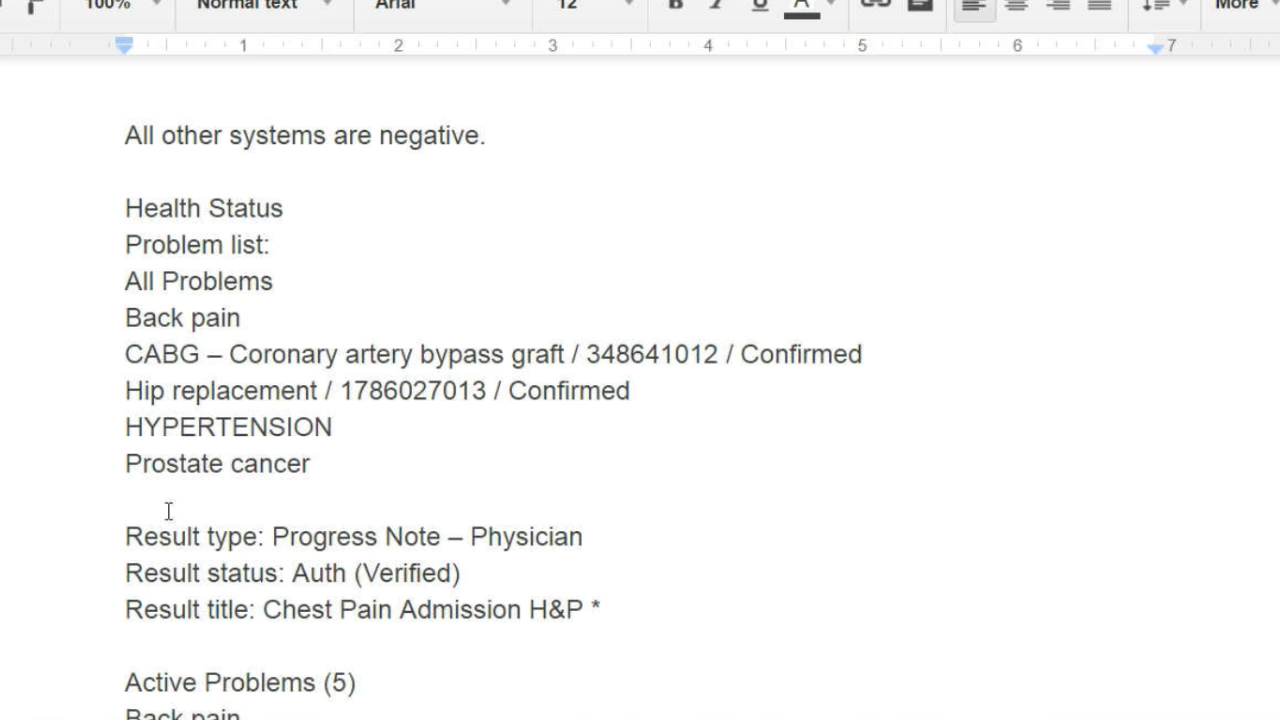 100% Normal text Arial 12 B I U A More
1 2 3 4 5 6 7
All other systems are negative.
Health Status
Problem list:
All Problems
Back pain
CABG – Coronary artery bypass graft / 348641012 / Confirmed
Hip replacement / 1786027013 / Confirmed
HYPERTENSION
Prostate cancer
Result type: Progress Note – Physician
Result status: Auth (Verified)
Result title: Chest Pain Admission H&P *
Active Problems (5)
Back pain